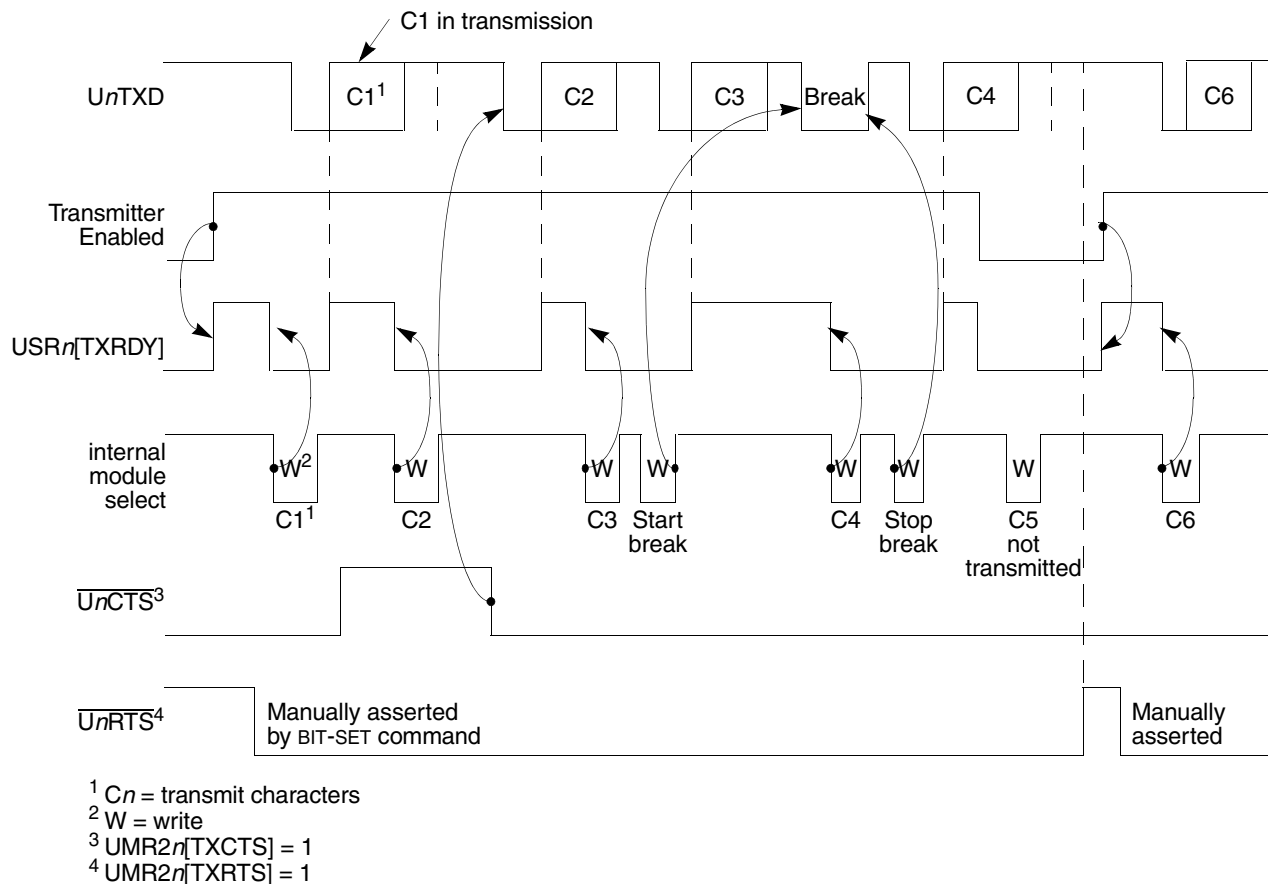 C1 in transmission
UnTXD
C1¹
C2
C3
Break
C4
C6
Transmitter
Enabled
USRn[TXRDY]
internal
module
select
W²
W
W
W
W
W
W
W
C1¹
C2
C3
Start
break
C4
Stop
break
C5
not
transmitted
C6
UnCTS³
UnRTS⁴
Manually asserted
by BIT-SET command
Manually
asserted
¹ Cn = transmit characters
² W = write
³ UMR2n[TXCTS] = 1
⁴ UMR2n[TXRTS] = 1